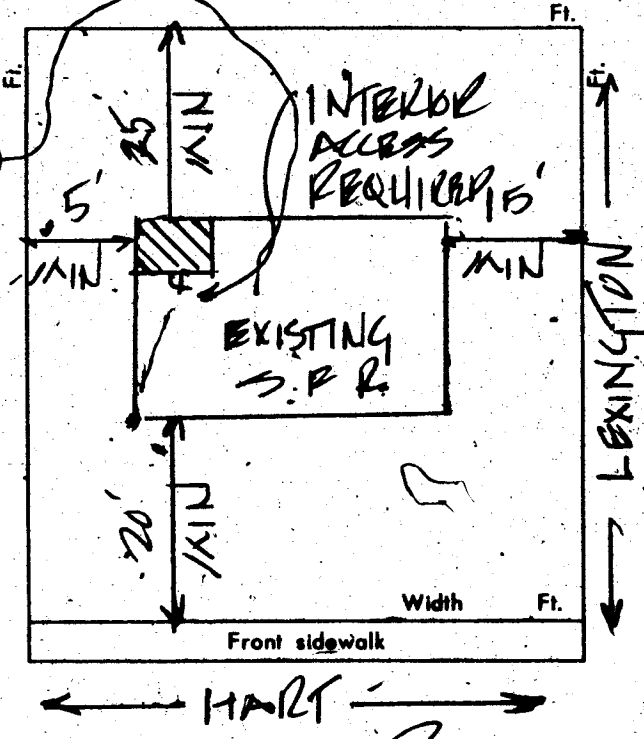 Ft.
Ft.
Ft.
INTERIOR
ACCESS
REQUIRED
25'
MIN
5'
MIN
15'
MIN
EXISTING
S.F.R.
LEXINGTON
20'
MIN
Width Ft.
Front sidewalk
HART